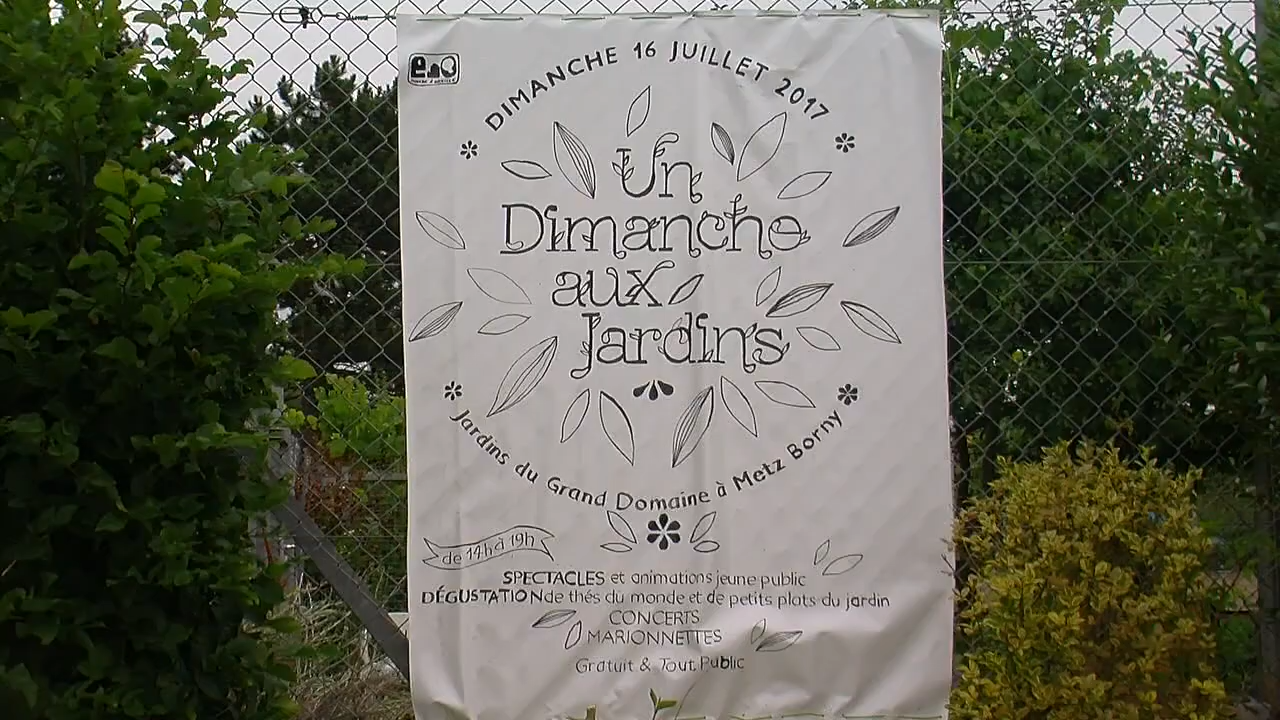 DIMANCHE 16 JUILLET 2017
Un
Dimanche
aux
Jardins
Jardins du Grand Domaine à Metz Borny
de 14h à 19h
SPECTACLES et animations jeune public
DÉGUSTATION de thés du monde et de petits plats du jardin
CONCERTS
MARIONNETTES
Gratuit & Tout Public